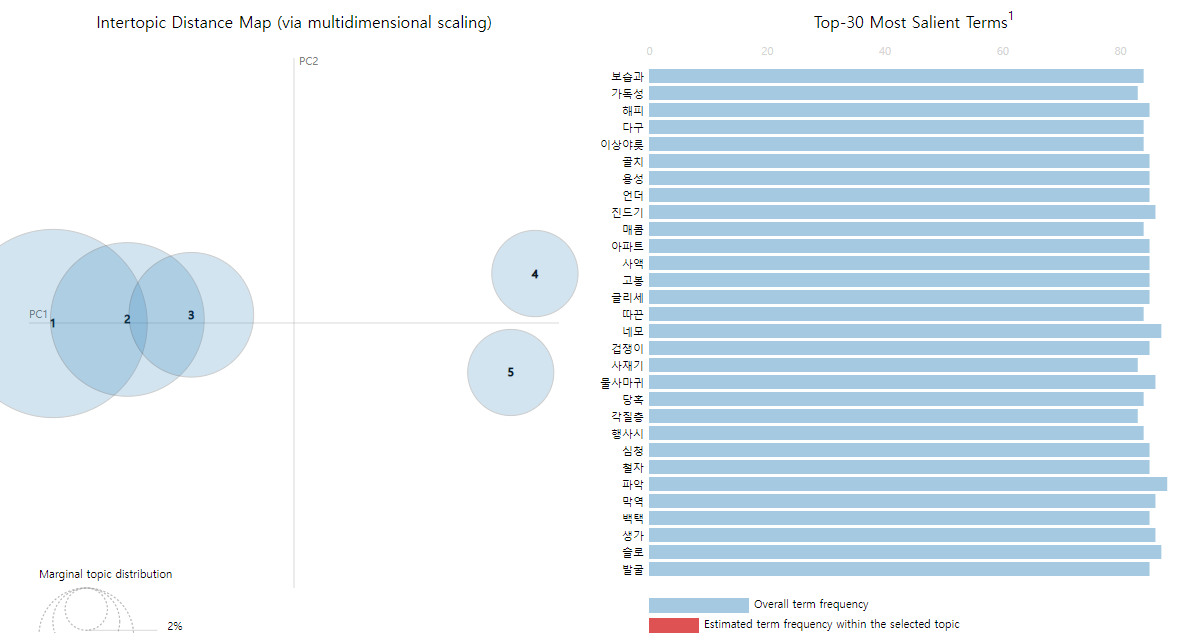 Intertopic Distance Map (via multidimensional scaling)
PC2
PC1
1
2
3
4
5
Marginal topic distribution
2%
Top-30 Most Salient Terms1
0 20 40 60 80
보습과
가독성
해피
다구
이상야릇
골치
용성
언더
진드기
매콤
아파트
사액
고봉
글리세
따끈
네모
겁쟁이
사재기
물사마귀
당혹
각질층
행사시
심청
철자
파악
막역
백택
생가
슬로
발굴
Overall term frequency
Estimated term frequency within the selected topic